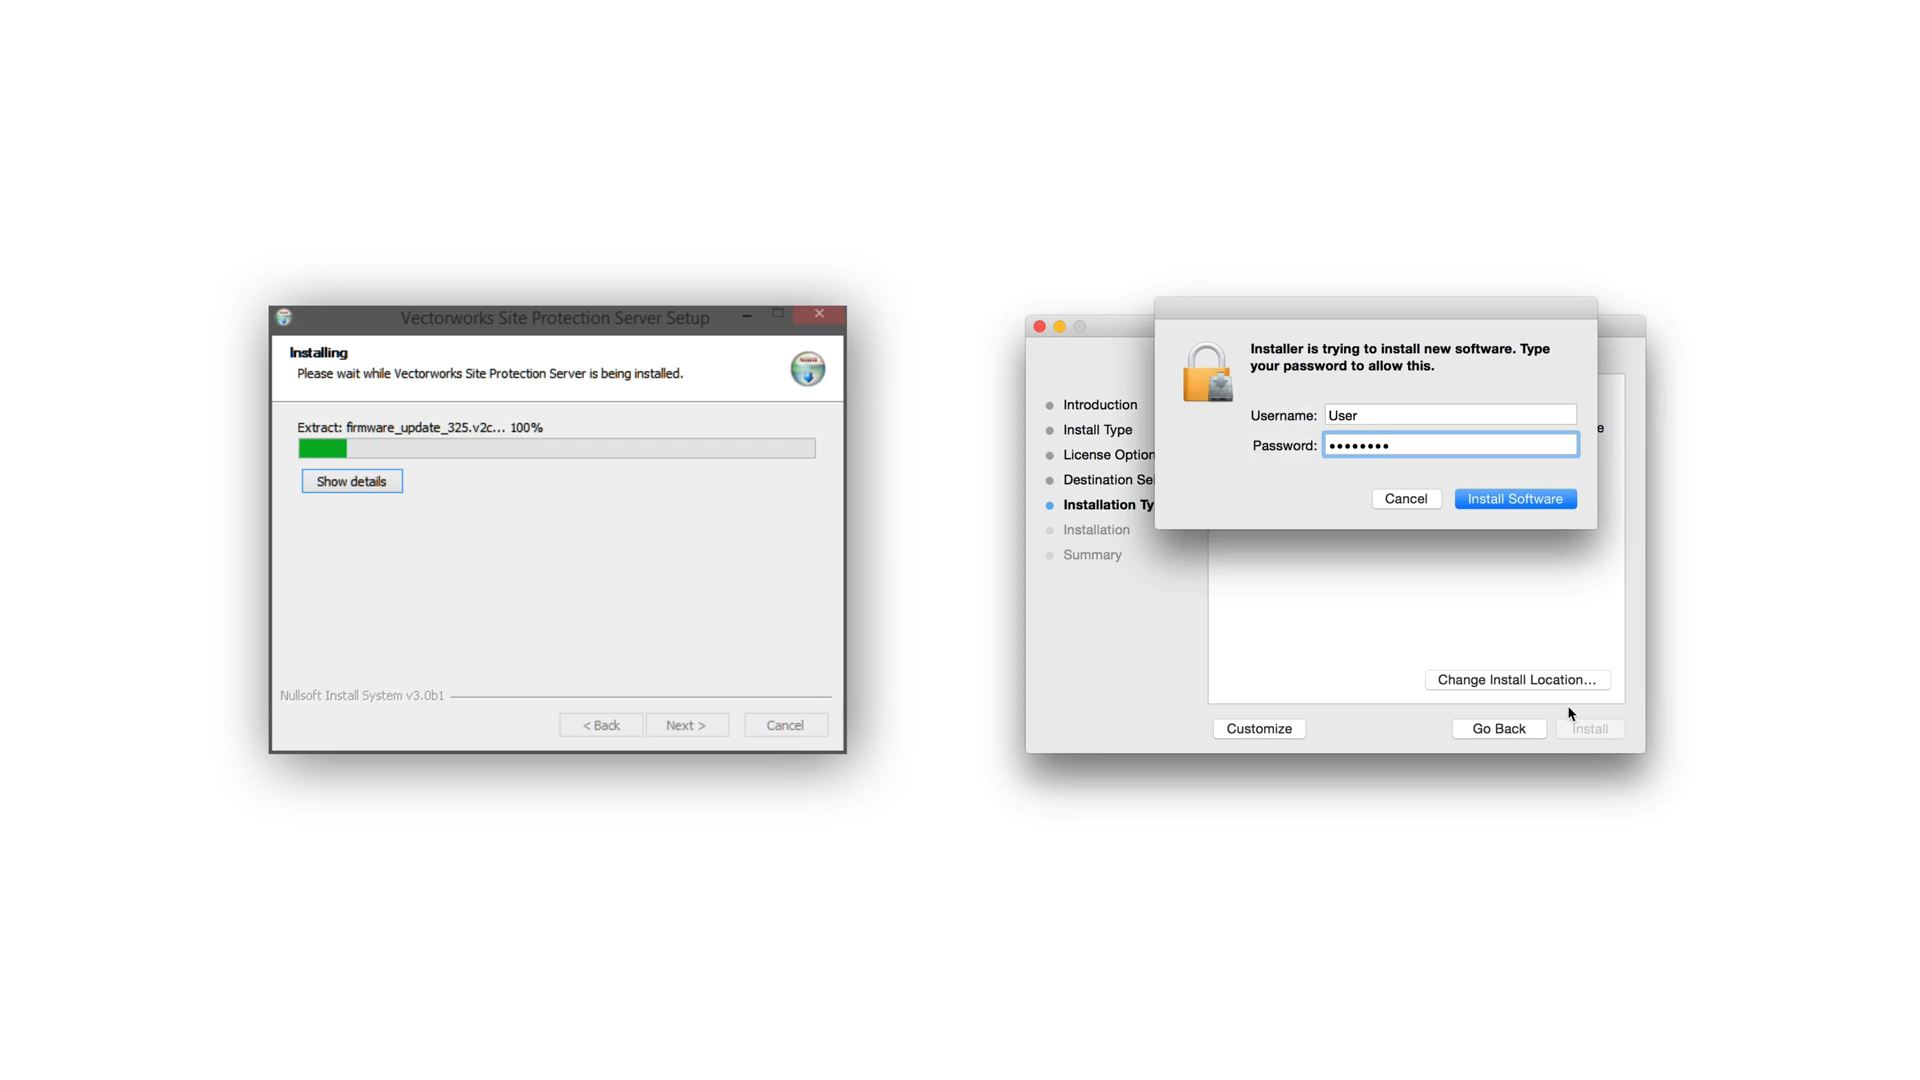 Vectorworks Site Protection Server Setup
Installing
Please wait while Vectorworks Site Protection Server is being installed.
Extract: firmware_update_325.v2c... 100%
Show details
Nullsoft Install System v3.0b1
< Back
Next >
Cancel
Installer is trying to install new software. Type
your password to allow this.
Username: User
Password: ••••••••
Cancel
Install Software
Introduction
Install Type
License Option
Destination Sel
Installation Ty
Installation
Summary
e
Change Install Location...
Customize
Go Back
Install